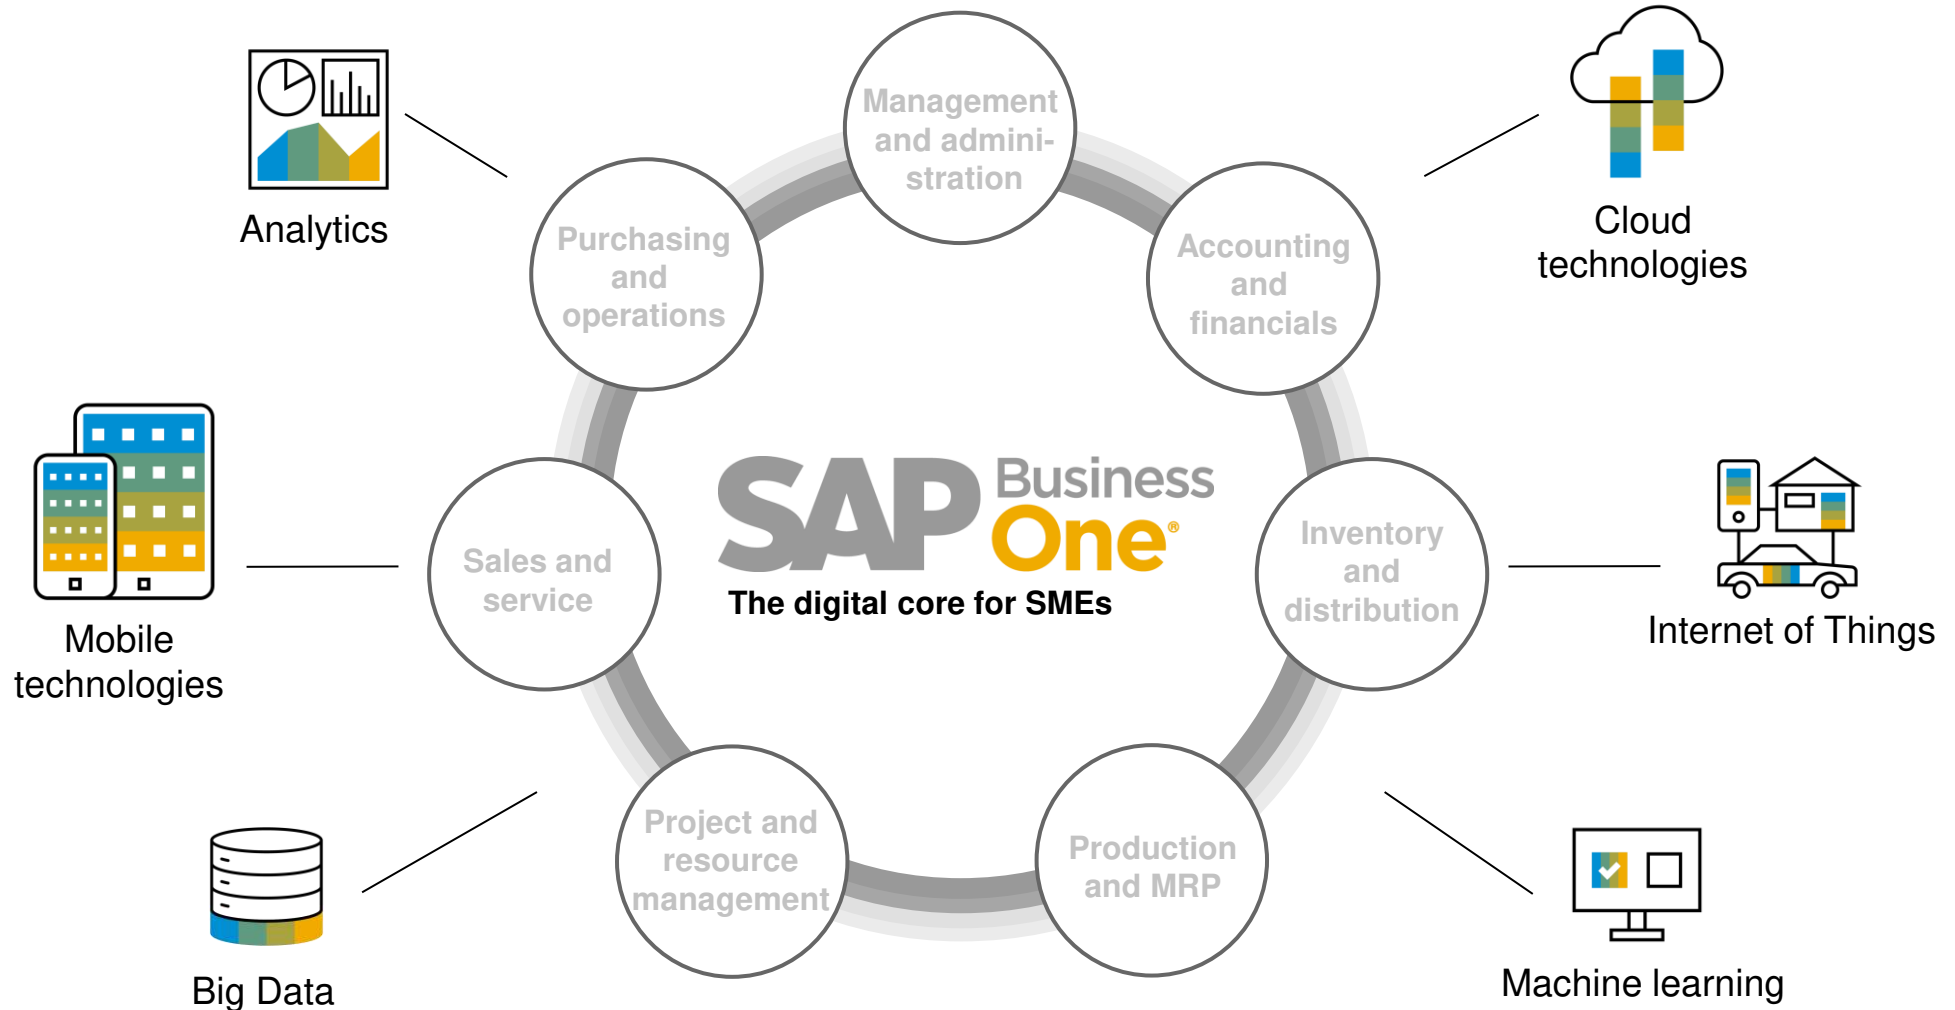 Management
and admini-
stration
Analytics
Cloud
technologies
Purchasing
and
operations
Accounting
and
financials
SAP Business
One®
The digital core for SMEs
Sales and
service
Inventory
and
distribution
Mobile
technologies
Internet of Things
Project and
resource
management
Production
and MRP
Big Data
Machine learning